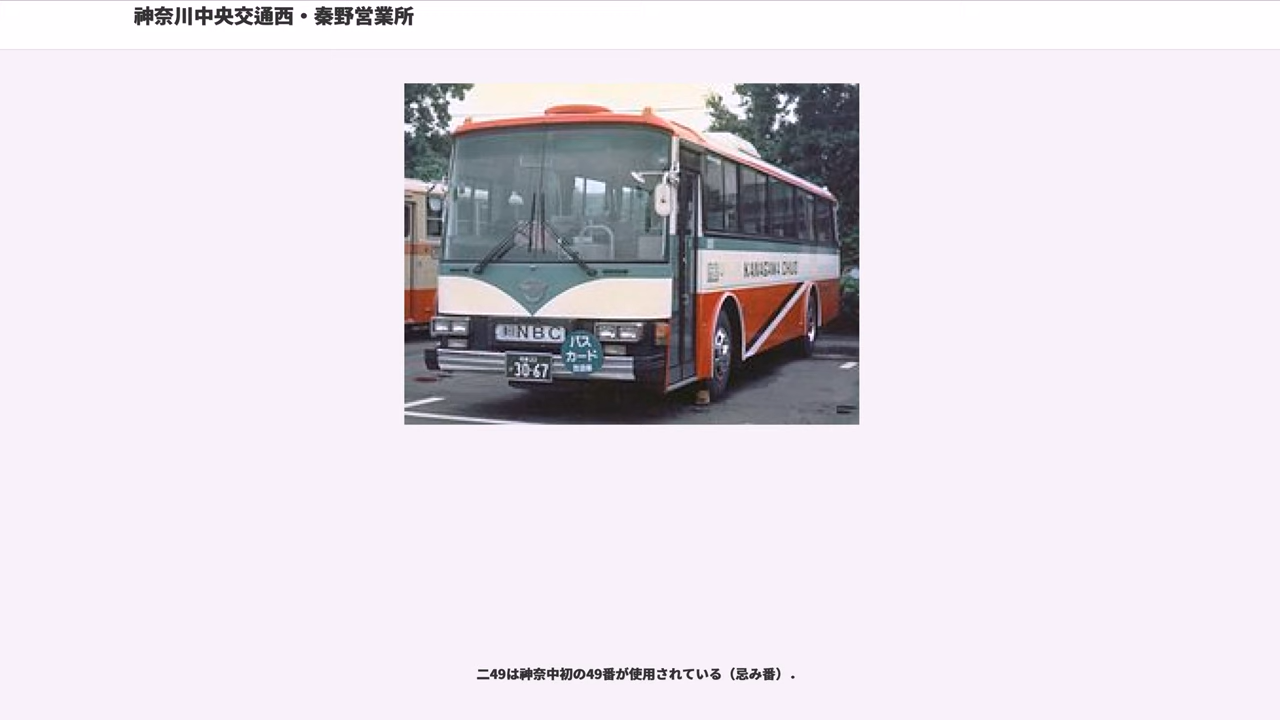 神奈川中央交通西・秦野営業所
KANAGAWA CHUO
NBC
バス
カード
30-67
二49は神奈中初の49番が使用されている（忌み番）.